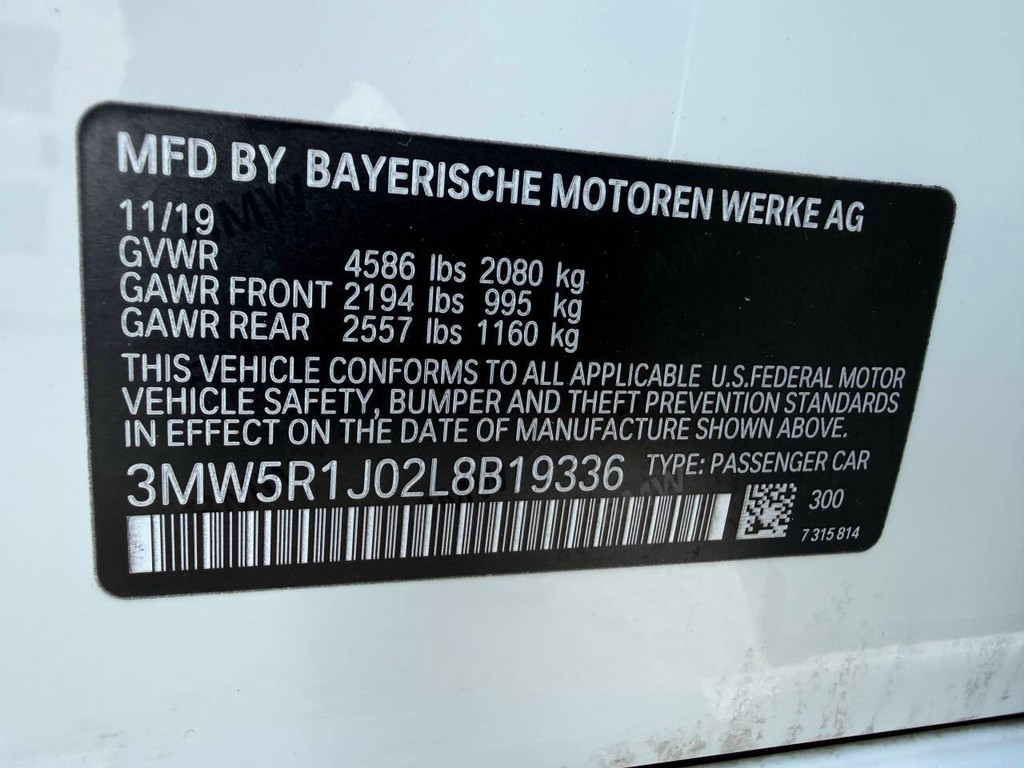 MFD BY BAYERISCHE MOTOREN WERKE AG
11/19
GVWR 4586 lbs 2080 kg
GAWR FRONT 2194 lbs 995 kg
GAWR REAR 2557 lbs 1160 kg
THIS VEHICLE CONFORMS TO ALL APPLICABLE U.S.FEDERAL MOTOR
VEHICLE SAFETY, BUMPER AND THEFT PREVENTION STANDARDS
IN EFFECT ON THE DATE OF MANUFACTURE SHOWN ABOVE.
3MW5R1J02L8B19336 TYPE: PASSENGER CAR
300
7 315 814